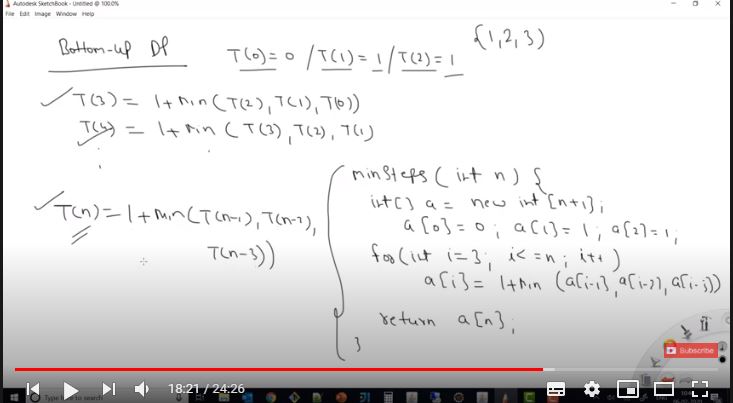 Autodesk SketchBook - Untitled @ 100.0%
File Edit Image Window Help
Bottom-up DP
T(0)=0 / T(1)=1 / T(2)=1
{1,2,3)
T(3) = 1+Min(T(2),T(1),T(0))
T(4) = 1+Min(T(3),T(2),T(1)
T(n)=1+Min(T(n-1),T(n-2),
T(n-3))
minSteps(int n) {
int[] a = new int[n+1];
a[0]=0; a[1]=1; a[2]=1;
for(int i=3; i<=n; i++)
a[i]= 1+Min (a[i-1],a[i-2],a[i-3])
return a[n];
}
Subscribe
18:21 / 24:26
Type here to search